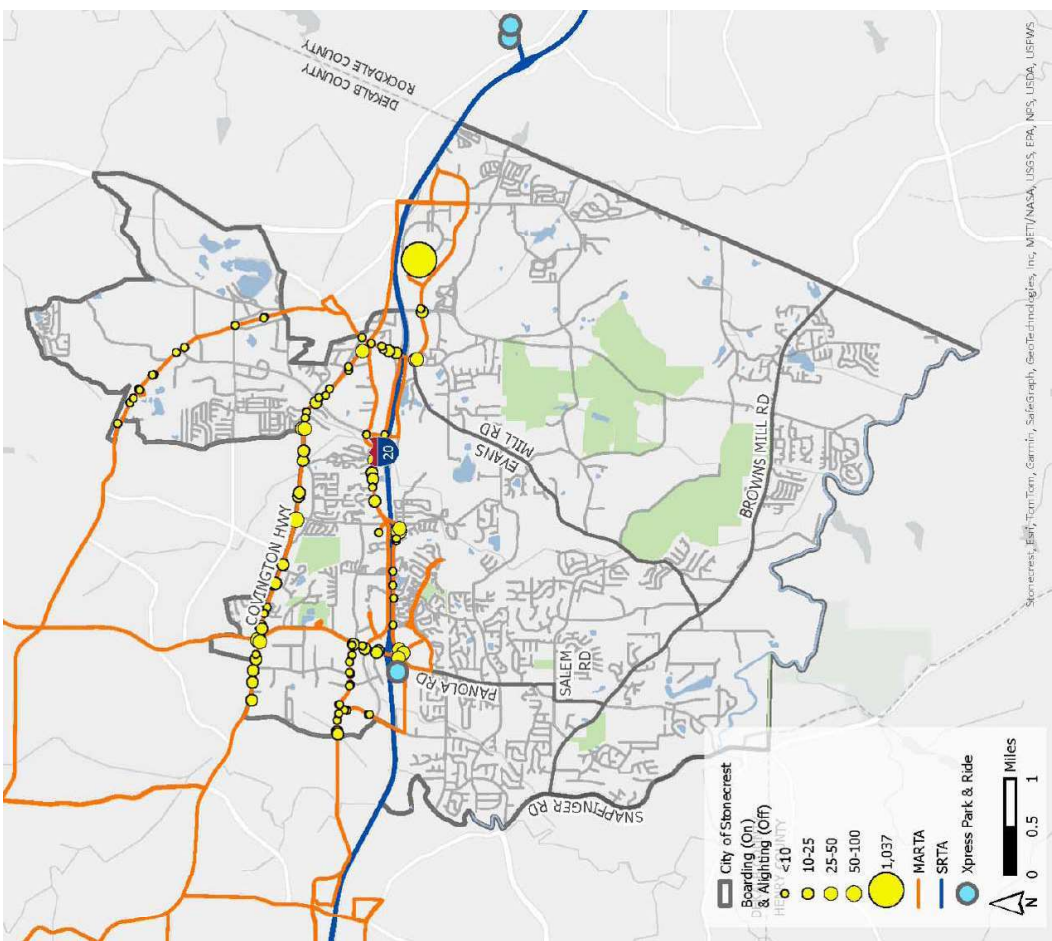 DEKALB COUNTY
ROCKDALE COUNTY
COVINGTON HWY
20
EVANS
MILL RD
BROWNS MILL RD
PANOLA RD
SALEM
RD
SNAPFINGER RD
City of Stonecrest
Boarding (On)
& Alighting (Off)
HENRY COUNTY
<10
10-25
25-50
50-100
1,037
MARTA
SRTA
Xpress Park & Ride
N
0 0.5 1
Miles
Stonecrest, Esri, TomTom, Garmin, SafeGraph, GeoTechnologies, Inc, METI/NASA, USGS, EPA, NPS, USDA, USFWS